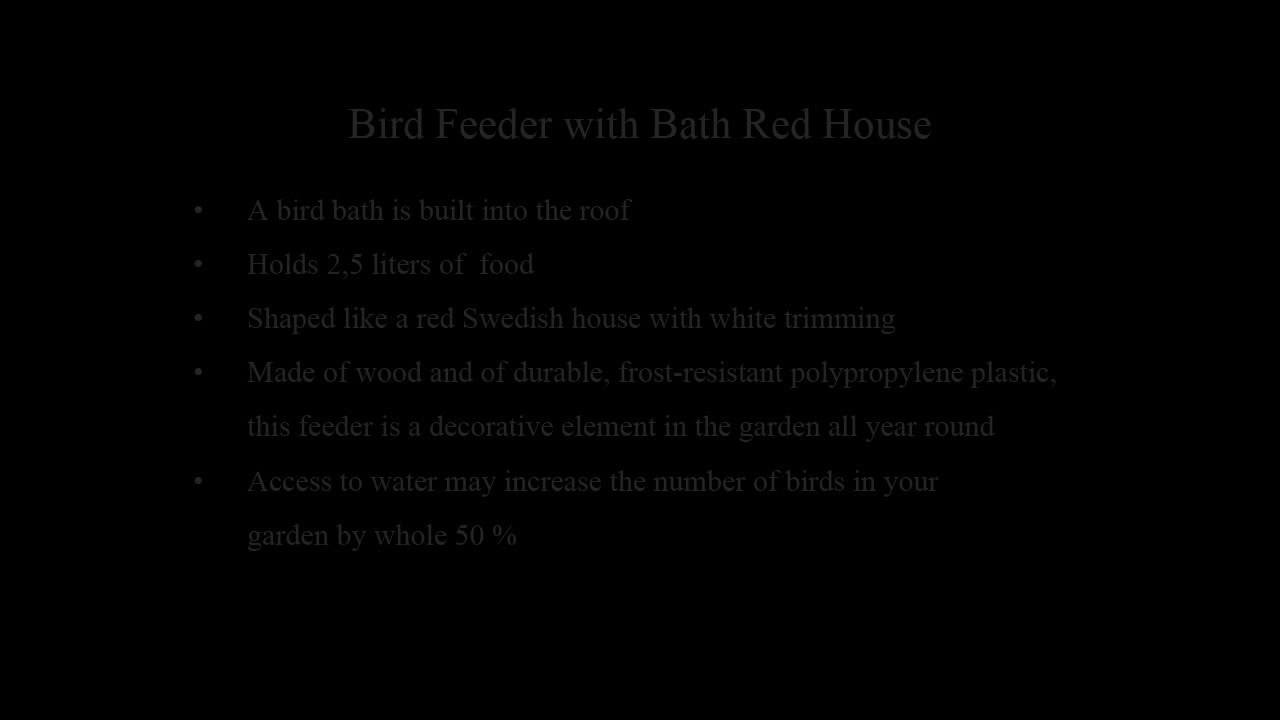 Bird Feeder with Bath Red House
• A bird bath is built into the roof
• Holds 2,5 liters of  food
• Shaped like a red Swedish house with white trimming
• Made of wood and of durable, frost-resistant polypropylene plastic,
this feeder is a decorative element in the garden all year round
• Access to water may increase the number of birds in your
garden by whole 50 %